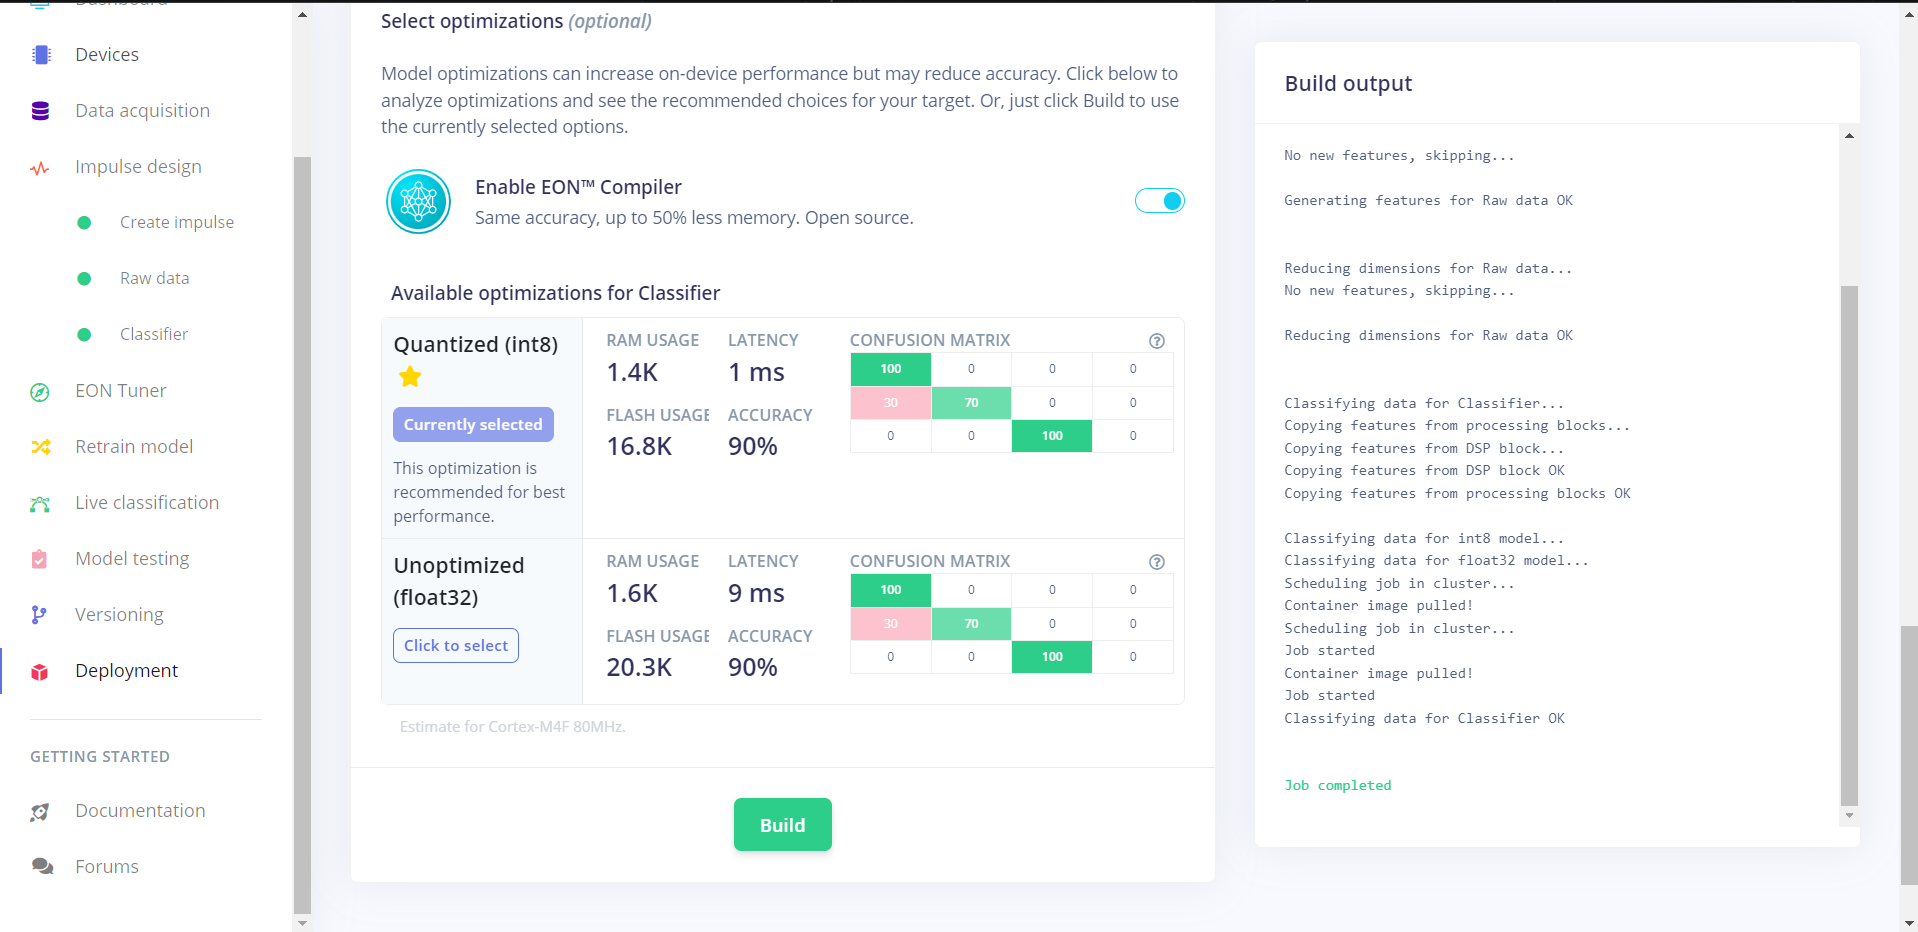 Dashboard
Devices
Data acquisition
Impulse design
Create impulse
Raw data
Classifier
EON Tuner
Retrain model
Live classification
Model testing
Versioning
Deployment
GETTING STARTED
Documentation
Forums
Select optimizations (optional)
Model optimizations can increase on-device performance but may reduce accuracy. Click below to
analyze optimizations and see the recommended choices for your target. Or, just click Build to use
the currently selected options.
Enable EON™ Compiler
Same accuracy, up to 50% less memory. Open source.
Available optimizations for Classifier
Quantized (int8)
Currently selected
This optimization is
recommended for best
performance.
RAM USAGE LATENCY
1.4K 1 ms
FLASH USAGE ACCURACY
16.8K 90%
CONFUSION MATRIX ?
100 0 0 0
30 70 0 0
0 0 100 0
Unoptimized
(float32)
Click to select
RAM USAGE LATENCY
1.6K 9 ms
FLASH USAGE ACCURACY
20.3K 90%
CONFUSION MATRIX ?
100 0 0 0
30 70 0 0
0 0 100 0
Estimate for Cortex-M4F 80MHz.
Build
Build output
No new features, skipping...
Generating features for Raw data OK
Reducing dimensions for Raw data...
No new features, skipping...
Reducing dimensions for Raw data OK
Classifying data for Classifier...
Copying features from processing blocks...
Copying features from DSP block...
Copying features from DSP block OK
Copying features from processing blocks OK
Classifying data for int8 model...
Classifying data for float32 model...
Scheduling job in cluster...
Container image pulled!
Scheduling job in cluster...
Job started
Container image pulled!
Job started
Classifying data for Classifier OK
Job completed